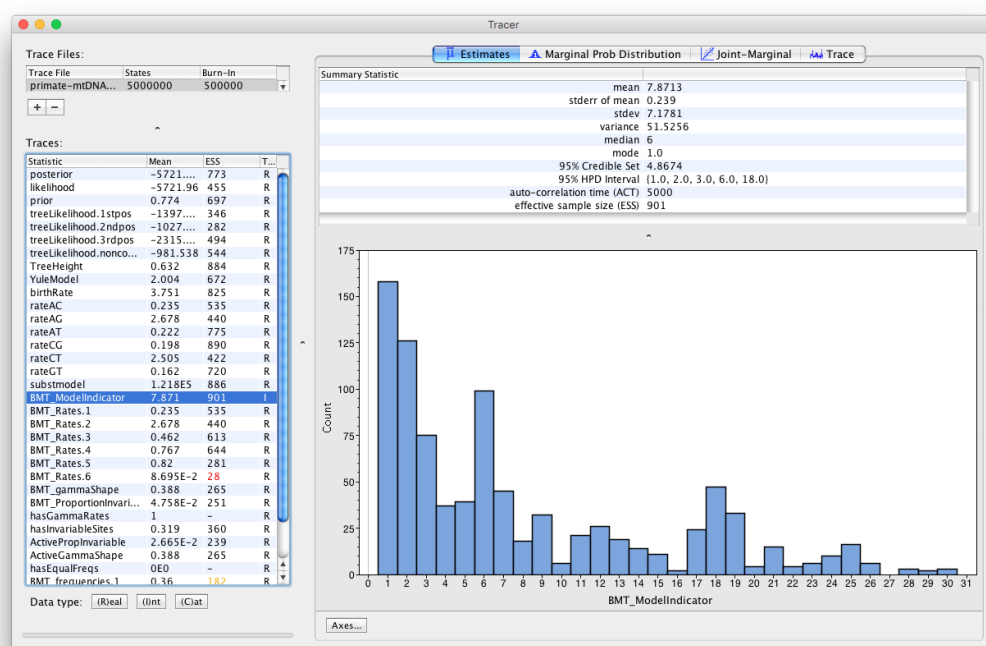 Tracer
Trace Files:
Trace File States Burn-In
primate-mtDNA... 5000000 500000
+ −
Traces:
Statistic Mean ESS T...
posterior -5721.... 773 R
likelihood -5721.96 455 R
prior 0.774 697 R
treeLikelihood.1stpos -1397.... 346 R
treeLikelihood.2ndpos -1027.... 282 R
treeLikelihood.3rdpos -2315.... 494 R
treeLikelihood.nonco... -981.538 544 R
TreeHeight 0.632 884 R
YuleModel 2.004 672 R
birthRate 3.751 825 R
rateAC 0.235 535 R
rateAG 2.678 440 R
rateAT 0.222 775 R
rateCG 0.198 890 R
rateCT 2.505 422 R
rateGT 0.162 720 R
substmodel 1.218E5 886 R
BMT_ModelIndicator 7.871 901 I
BMT_Rates.1 0.235 535 R
BMT_Rates.2 2.678 440 R
BMT_Rates.3 0.462 613 R
BMT_Rates.4 0.767 644 R
BMT_Rates.5 0.82 281 R
BMT_Rates.6 8.695E-2 28 R
BMT_gammaShape 0.388 265 R
BMT_ProportionInvari... 4.758E-2 251 R
hasGammaRates 1 - R
hasInvariableSites 0.319 360 R
ActivePropInvariable 2.665E-2 239 R
ActiveGammaShape 0.388 265 R
hasEqualFreqs 0E0 - R
BMT_frequencies.1 0.36 182 R
Data type: (R)eal (I)nt (C)at
Estimates Marginal Prob Distribution Joint-Marginal Trace
Summary Statistic
mean 7.8713
stderr of mean 0.239
stdev 7.1781
variance 51.5256
median 6
mode 1.0
95% Credible Set 4.8674
95% HPD Interval {1.0, 2.0, 3.0, 6.0, 18.0}
auto-correlation time (ACT) 5000
effective sample size (ESS) 901
175
150
125
100
75
50
25
0
Count
0 1 2 3 4 5 6 7 8 9 10 11 12 13 14 15 16 17 18 19 20 21 22 23 24 25 26 27 28 29 30 31
BMT_ModelIndicator
Axes...